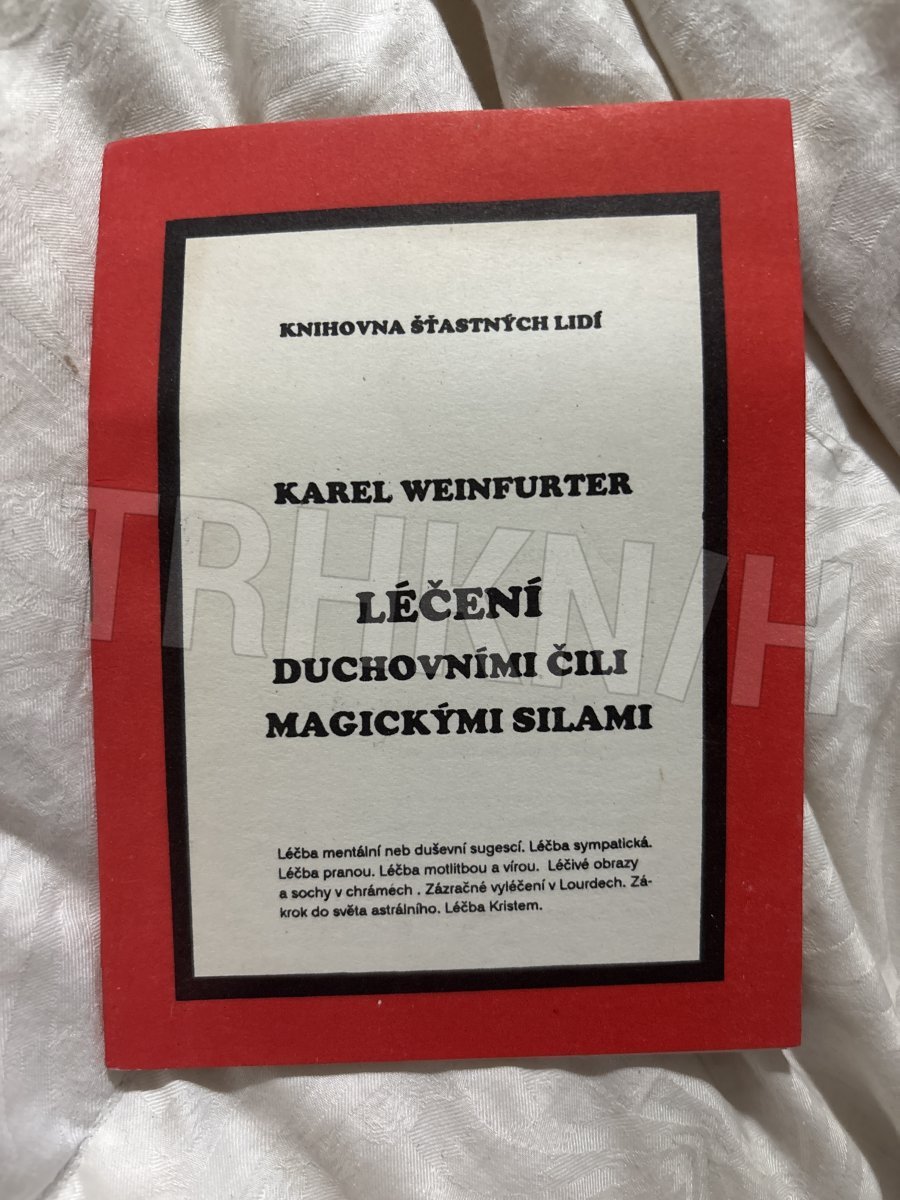 KNIHOVNA ŠŤASTNÝCH LIDÍ
KAREL WEINFURTER
TRHKNIH
LÉČENÍ
DUCHOVNÍMI ČILI
MAGICKÝMI SILAMI
Léčba mentální neb duševní sugescí. Léčba sympatická.
Léčba pranou. Léčba motlitbou a vírou. Léčivé obrazy
a sochy v chrámech . Zázračné vyléčení v Lourdech. Zá-
krok do světa astrálního. Léčba Kristem.